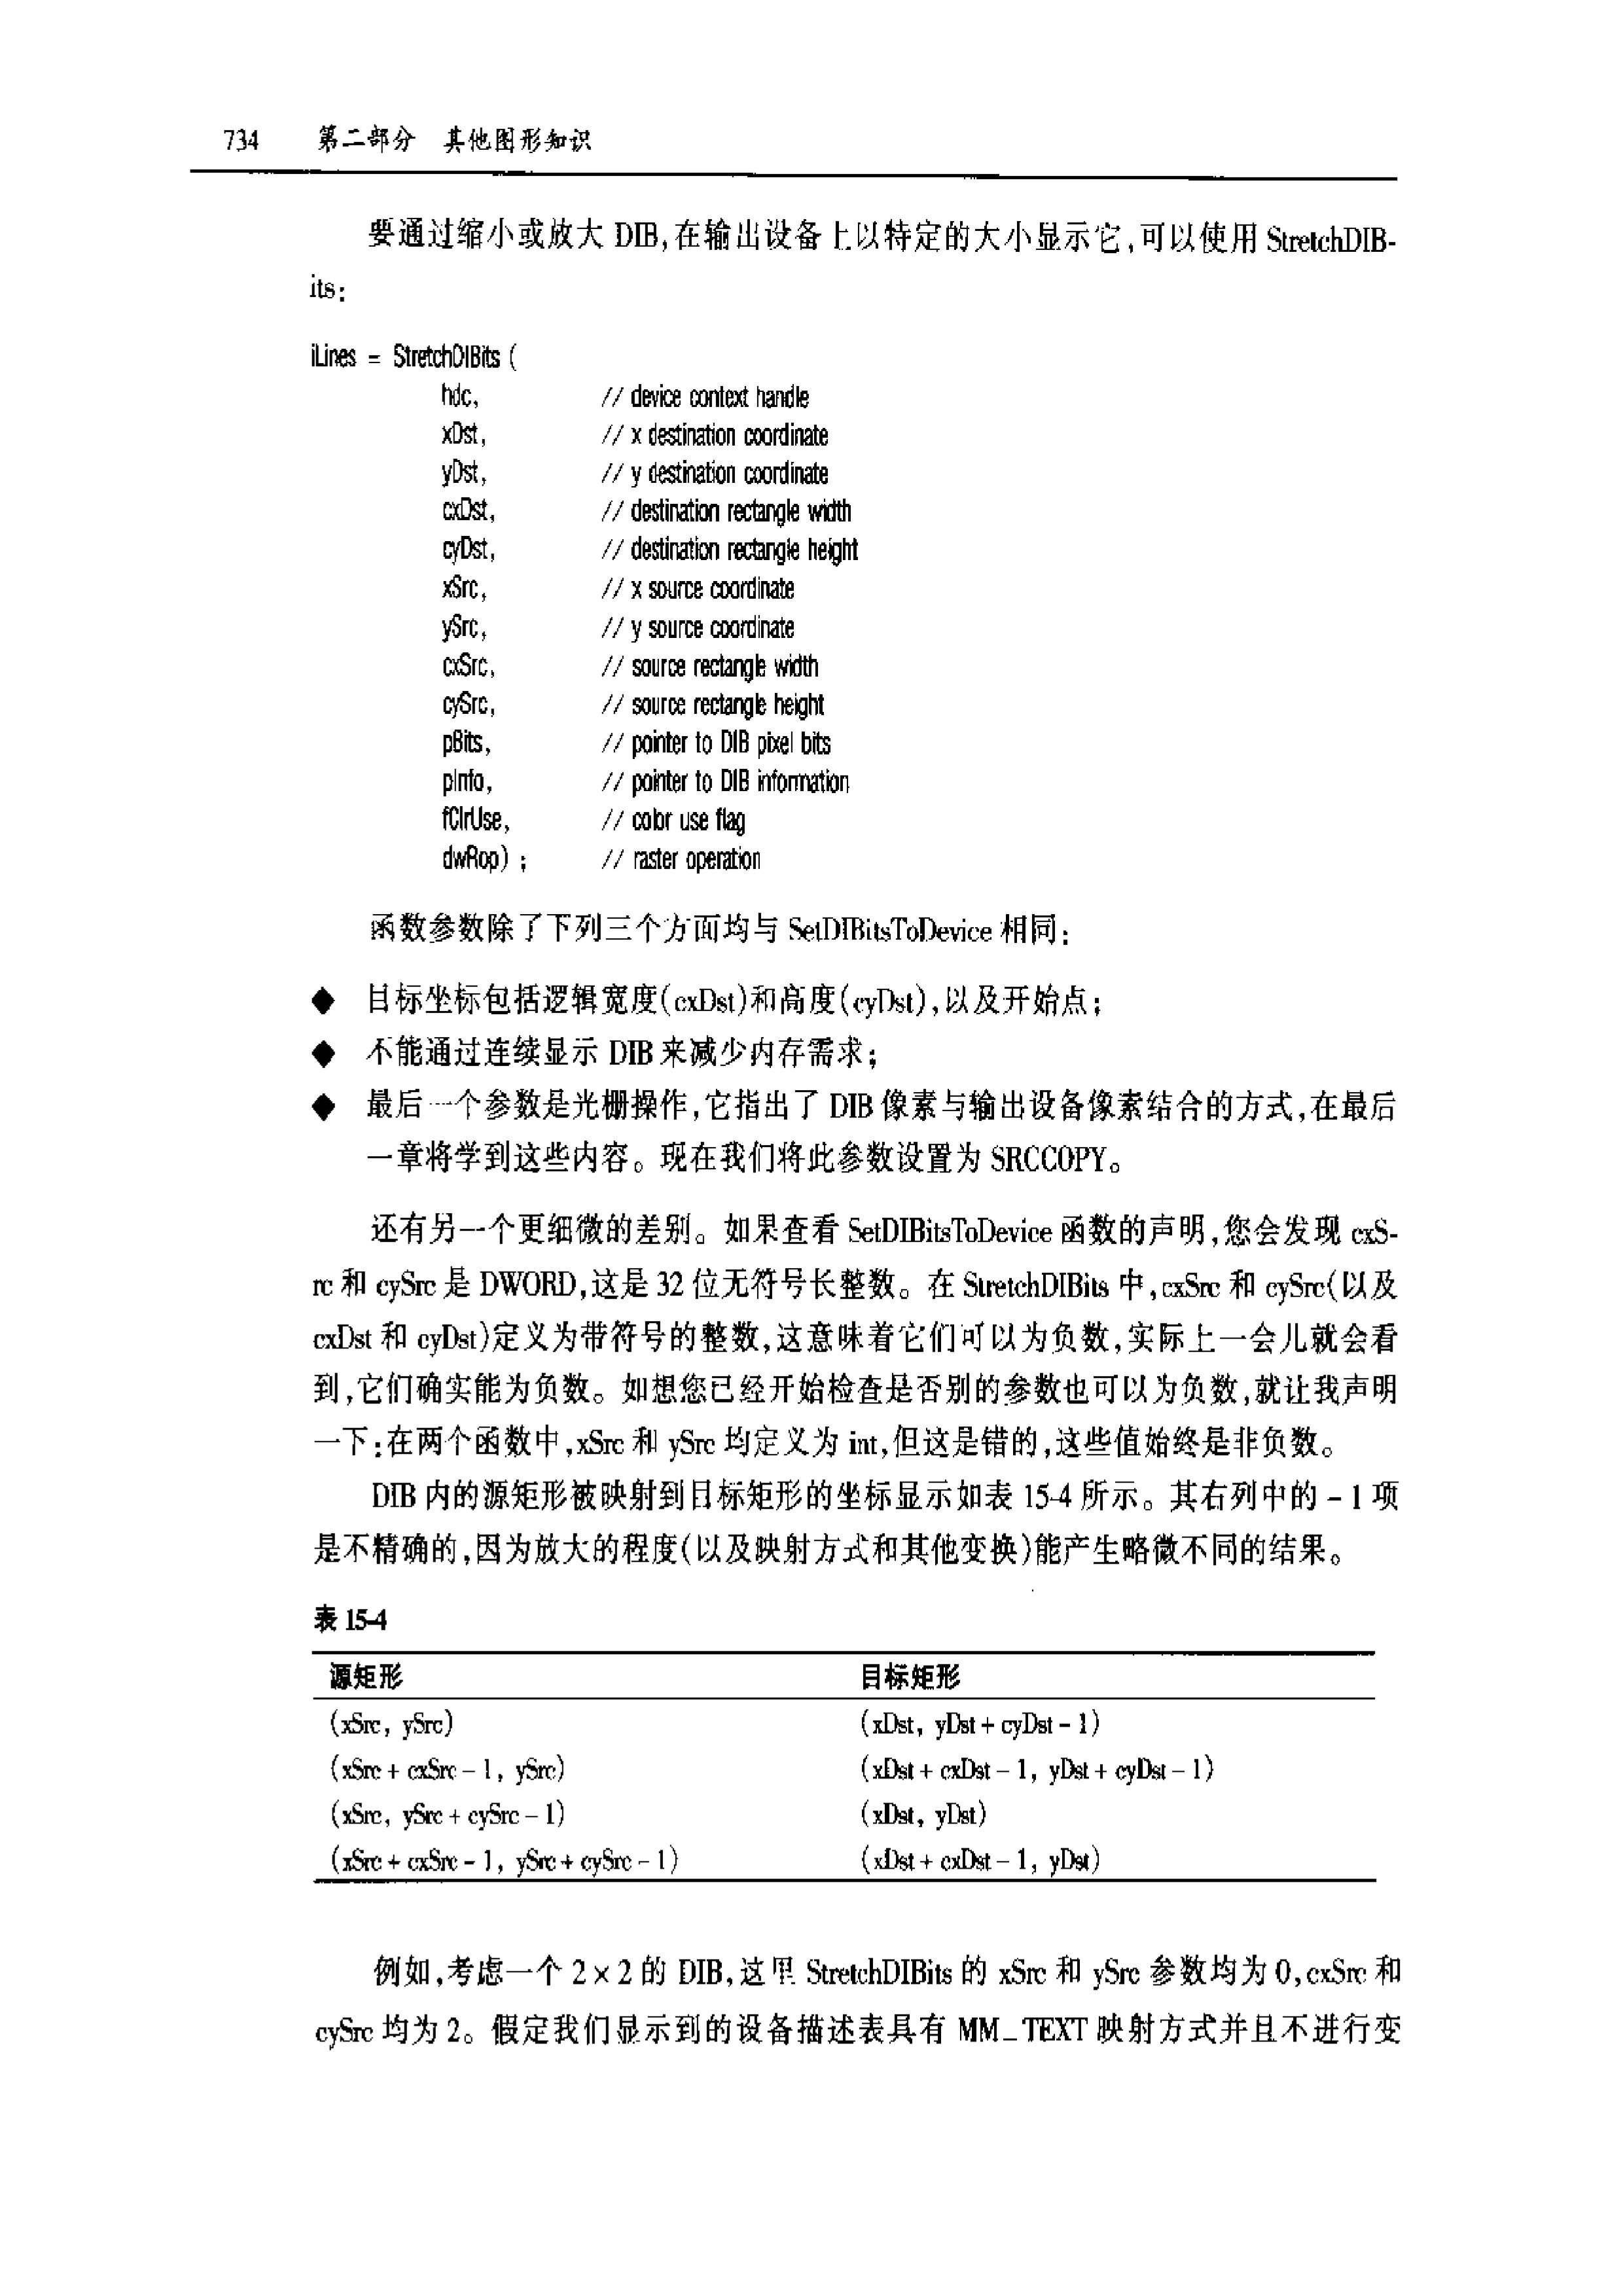 734 第二部分 其他图形知识
要通过缩小或放大 DIB,在输出设备上以特定的大小显示它,可以使用 StretchDIB-
its:
iLines = StretchDIBits (
hdc, // device context handle
xDst, // x destination coordinate
yDst, // y destination coordinate
cxDst, // destination rectangle width
cyDst, // destination rectangle height
xSrc, // x source coordinate
ySrc, // y source coordinate
cxSrc, // source rectangle width
cySrc, // source rectangle height
pBits, // pointer to DIB pixel bits
pInfo, // pointer to DIB information
fClrUse, // color use flag
dwRop) ; // raster operation
函数参数除了下列三个方面均与 SetDIBitsToDevice 相同:
◆ 目标坐标包括逻辑宽度(cxDst)和高度(cyDst),以及开始点;
◆ 不能通过连续显示 DIB 来减少内存需求;
◆ 最后一个参数是光栅操作,它指出了 DIB 像素与输出设备像素结合的方式,在最后
一章将学到这些内容。现在我们将此参数设置为 SRCCOPY。
还有另一个更细微的差别。如果查看 SetDIBitsToDevice 函数的声明,您会发现 cxS-
rc 和 cySrc 是 DWORD,这是 32 位无符号长整数。在 StretchDIBits 中,cxSrc 和 cySrc(以及
cxDst 和 cyDst)定义为带符号的整数,这意味着它们可以为负数,实际上一会儿就会看
到,它们确实能为负数。如想您已经开始检查是否别的参数也可以为负数,就让我声明
一下:在两个函数中,xSrc 和 ySrc 均定义为 int,但这是错的,这些值始终是非负数。
DIB 内的源矩形被映射到目标矩形的坐标显示如表 15-4 所示。其右列中的 - 1 项
是不精确的,因为放大的程度(以及映射方式和其他变换)能产生略微不同的结果。
表 15-4
源矩形 目标矩形
(xSrc, ySrc) (xDst, yDst + cyDst - 1)
(xSrc + cxSrc - 1, ySrc) (xDst + cxDst - 1, yDst + cyDst - 1)
(xSrc, ySrc + cySrc - 1) (xDst, yDst)
(xSrc + cxSrc - 1, ySrc + cySrc - 1) (xDst + cxDst - 1, yDst)
例如,考虑一个 2 × 2 的 DIB,这里 StretchDIBits 的 xSrc 和 ySrc 参数均为 0,cxSrc 和
cySrc 均为 2。假定我们显示到的设备描述表具有 MM_TEXT 映射方式并且不进行变